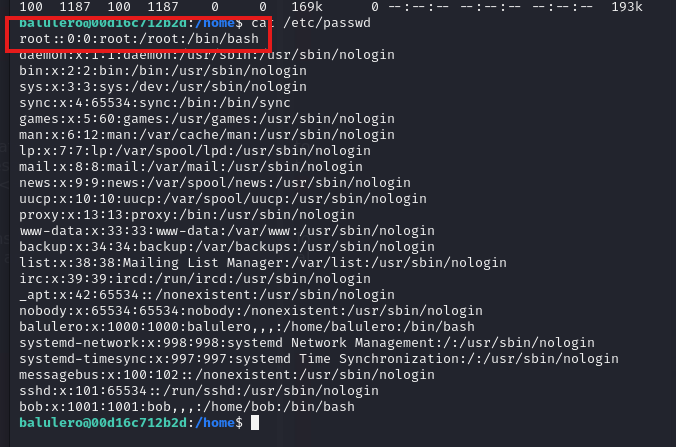 100 1187 100 1187 0 0 169k 0 --:--:-- --:--:-- --:--:-- 193k
balulero@00d16c712b2d:/home$ cat /etc/passwd
root::0:0:root:/root:/bin/bash
daemon:x:1:1:daemon:/usr/sbin:/usr/sbin/nologin
bin:x:2:2:bin:/bin:/usr/sbin/nologin
sys:x:3:3:sys:/dev:/usr/sbin/nologin
sync:x:4:65534:sync:/bin:/bin/sync
games:x:5:60:games:/usr/games:/usr/sbin/nologin
man:x:6:12:man:/var/cache/man:/usr/sbin/nologin
lp:x:7:7:lp:/var/spool/lpd:/usr/sbin/nologin
mail:x:8:8:mail:/var/mail:/usr/sbin/nologin
news:x:9:9:news:/var/spool/news:/usr/sbin/nologin
uucp:x:10:10:uucp:/var/spool/uucp:/usr/sbin/nologin
proxy:x:13:13:proxy:/bin:/usr/sbin/nologin
www-data:x:33:33:www-data:/var/www:/usr/sbin/nologin
backup:x:34:34:backup:/var/backups:/usr/sbin/nologin
list:x:38:38:Mailing List Manager:/var/list:/usr/sbin/nologin
irc:x:39:39:ircd:/run/ircd:/usr/sbin/nologin
_apt:x:42:65534::/nonexistent:/usr/sbin/nologin
nobody:x:65534:65534:nobody:/nonexistent:/usr/sbin/nologin
balulero:x:1000:1000:balulero,,,:/home/balulero:/bin/bash
systemd-network:x:998:998:systemd Network Management:/:/usr/sbin/nologin
systemd-timesync:x:997:997:systemd Time Synchronization:/:/usr/sbin/nologin
messagebus:x:100:102::/nonexistent:/usr/sbin/nologin
sshd:x:101:65534::/run/sshd:/usr/sbin/nologin
bob:x:1001:1001:bob,,,:/home/bob:/bin/bash
balulero@00d16c712b2d:/home$